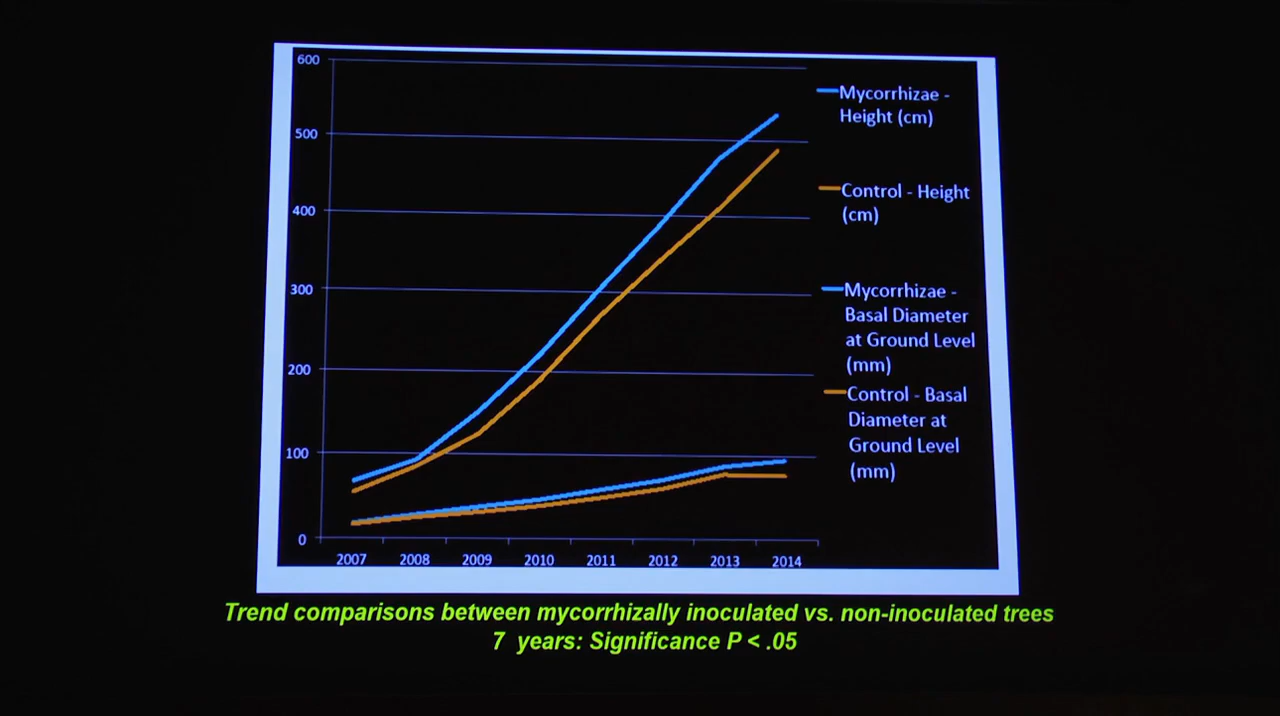 600
500
400
300
200
100
0
2007 2008 2009 2010 2011 2012 2013 2014
Mycorrhizae -
Height (cm)
Control - Height
(cm)
Mycorrhizae -
Basal Diameter
at Ground Level
(mm)
Control - Basal
Diameter at
Ground Level
(mm)
Trend comparisons between mycorrhizally inoculated vs. non-inoculated trees
7 years: Significance P < .05